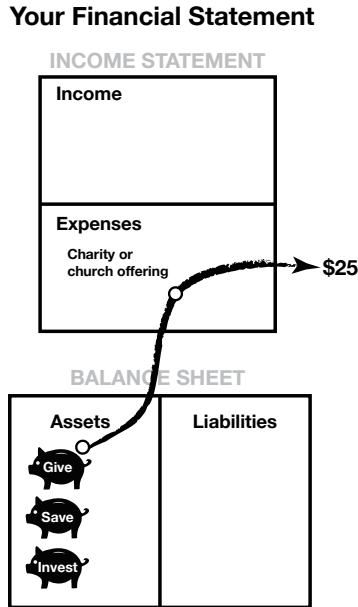 Your Financial Statement
INCOME STATEMENT
Income
Expenses
Charity or
church offering
$25
BALANCE SHEET
Assets
Liabilities
Give
Save
Invest